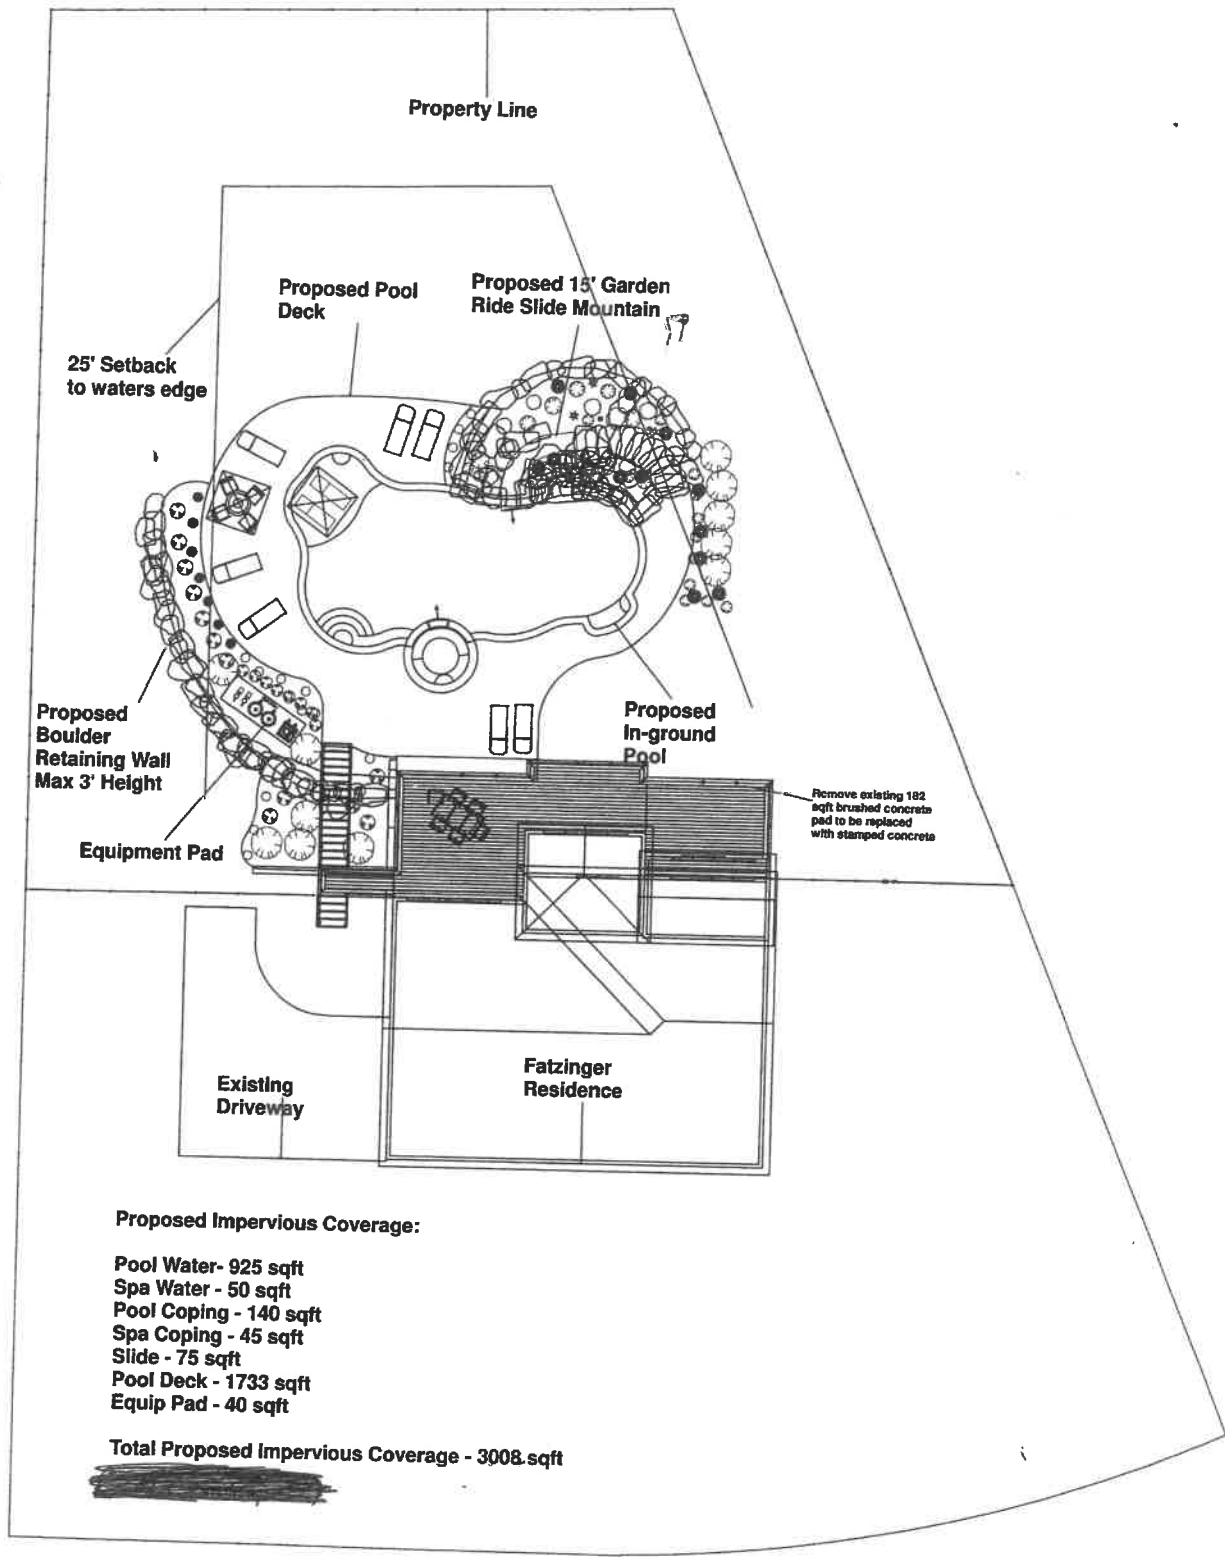 Property Line
Proposed Pool
Deck
Proposed 15' Garden
Ride Slide Mountain
25' Setback
to waters edge
Proposed
Boulder
Retaining Wall
Max 3' Height
Proposed
In-ground
Pool
Remove existing 182
sqft brushed concrete
pad to be replaced
with stamped concrete
Equipment Pad
Existing
Driveway
Fatzinger
Residence
Proposed Impervious Coverage:
Pool Water- 925 sqft
Spa Water - 50 sqft
Pool Coping - 140 sqft
Spa Coping - 45 sqft
Slide - 75 sqft
Pool Deck - 1733 sqft
Equip Pad - 40 sqft
Total Proposed Impervious Coverage - 3008 sqft